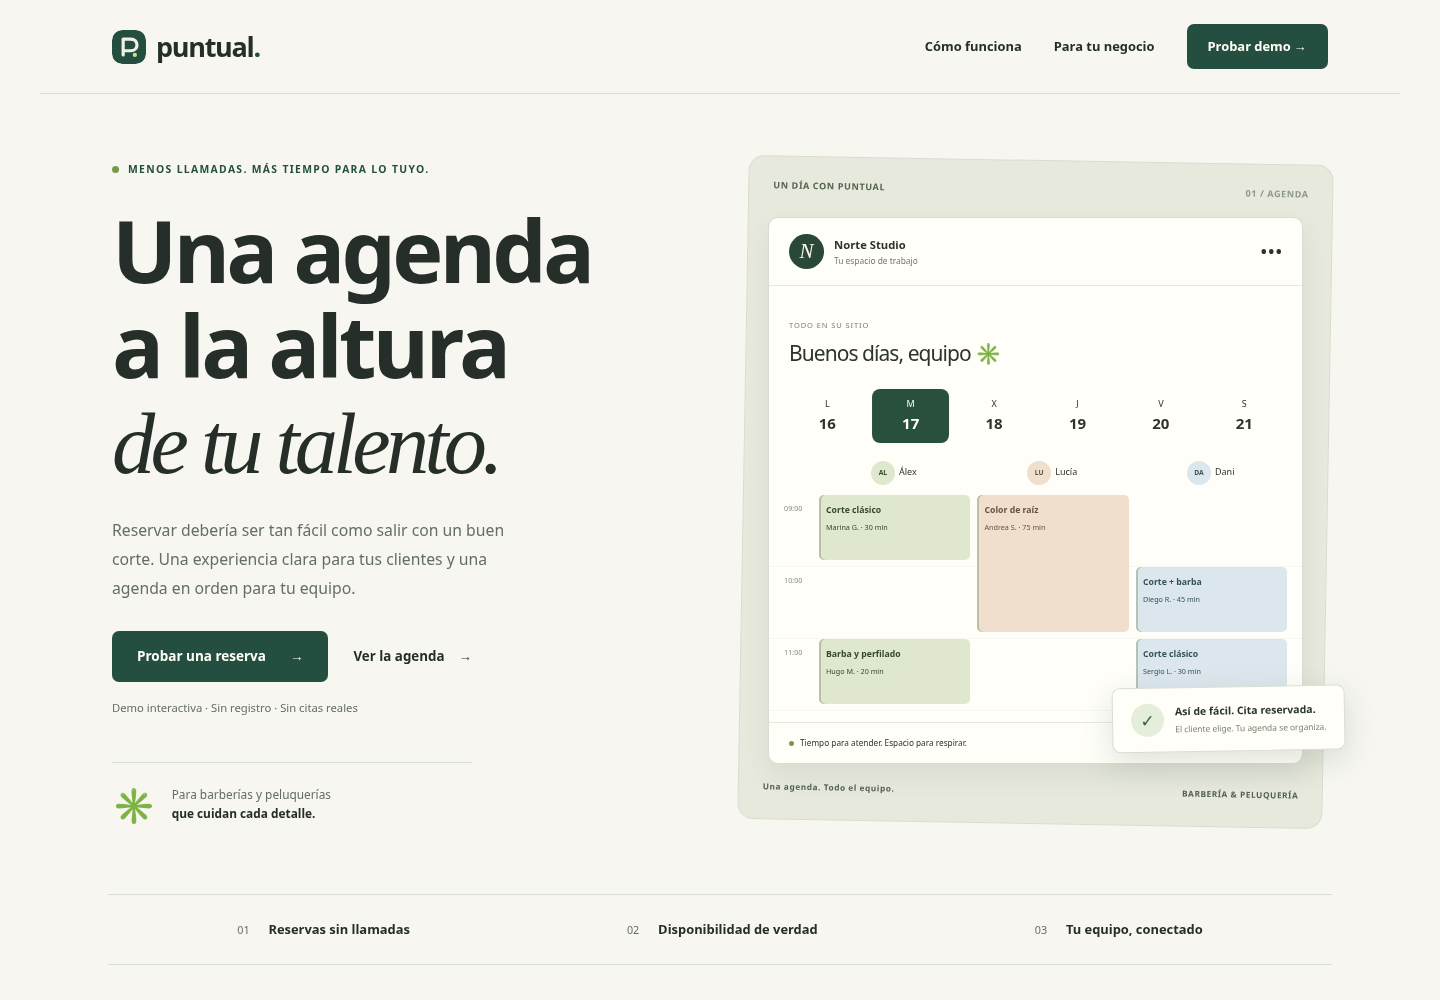 puntual.
Cómo funciona
Para tu negocio
Probar demo →
MENOS LLAMADAS. MÁS TIEMPO PARA LO TUYO.
Una agenda
a la altura
de tu talento.
Reservar debería ser tan fácil como salir con un buen
corte. Una experiencia clara para tus clientes y una
agenda en orden para tu equipo.
Probar una reserva →
Ver la agenda →
Demo interactiva · Sin registro · Sin citas reales
Para barberías y peluquerías
que cuidan cada detalle.
UN DÍA CON PUNTUAL
01 / AGENDA
N
Norte Studio
Tu espacio de trabajo
TODO EN SU SITIO
Buenos días, equipo
L M X J V S
16 17 18 19 20 21
AL Álex
LU Lucía
DA Dani
09:00
Corte clásico
Marina G. · 30 min
Color de raíz
Andrea S. · 75 min
10:00
Corte + barba
Diego R. · 45 min
11:00
Barba y perfilado
Hugo M. · 20 min
Corte clásico
Sergio L. · 30 min
Así de fácil. Cita reservada.
El cliente elige. Tu agenda se organiza.
Tiempo para atender. Espacio para respirar.
Una agenda. Todo el equipo.
BARBERÍA & PELUQUERÍA
01 Reservas sin llamadas
02 Disponibilidad de verdad
03 Tu equipo, conectado